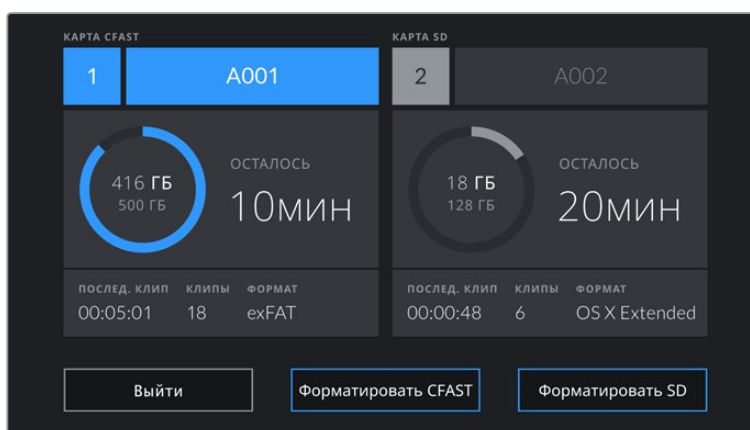 КАРТА CFAST
1 A001
416 ГБ
500 ГБ
ОСТАЛОСЬ
10мин
ПОСЛЕД. КЛИП КЛИПЫ ФОРМАТ
00:05:01 18 exFAT
КАРТА SD
2 A002
18 ГБ
128 ГБ
ОСТАЛОСЬ
20мин
ПОСЛЕД. КЛИП КЛИПЫ ФОРМАТ
00:00:48 6 OS X Extended
Выйти Форматировать CFAST Форматировать SD